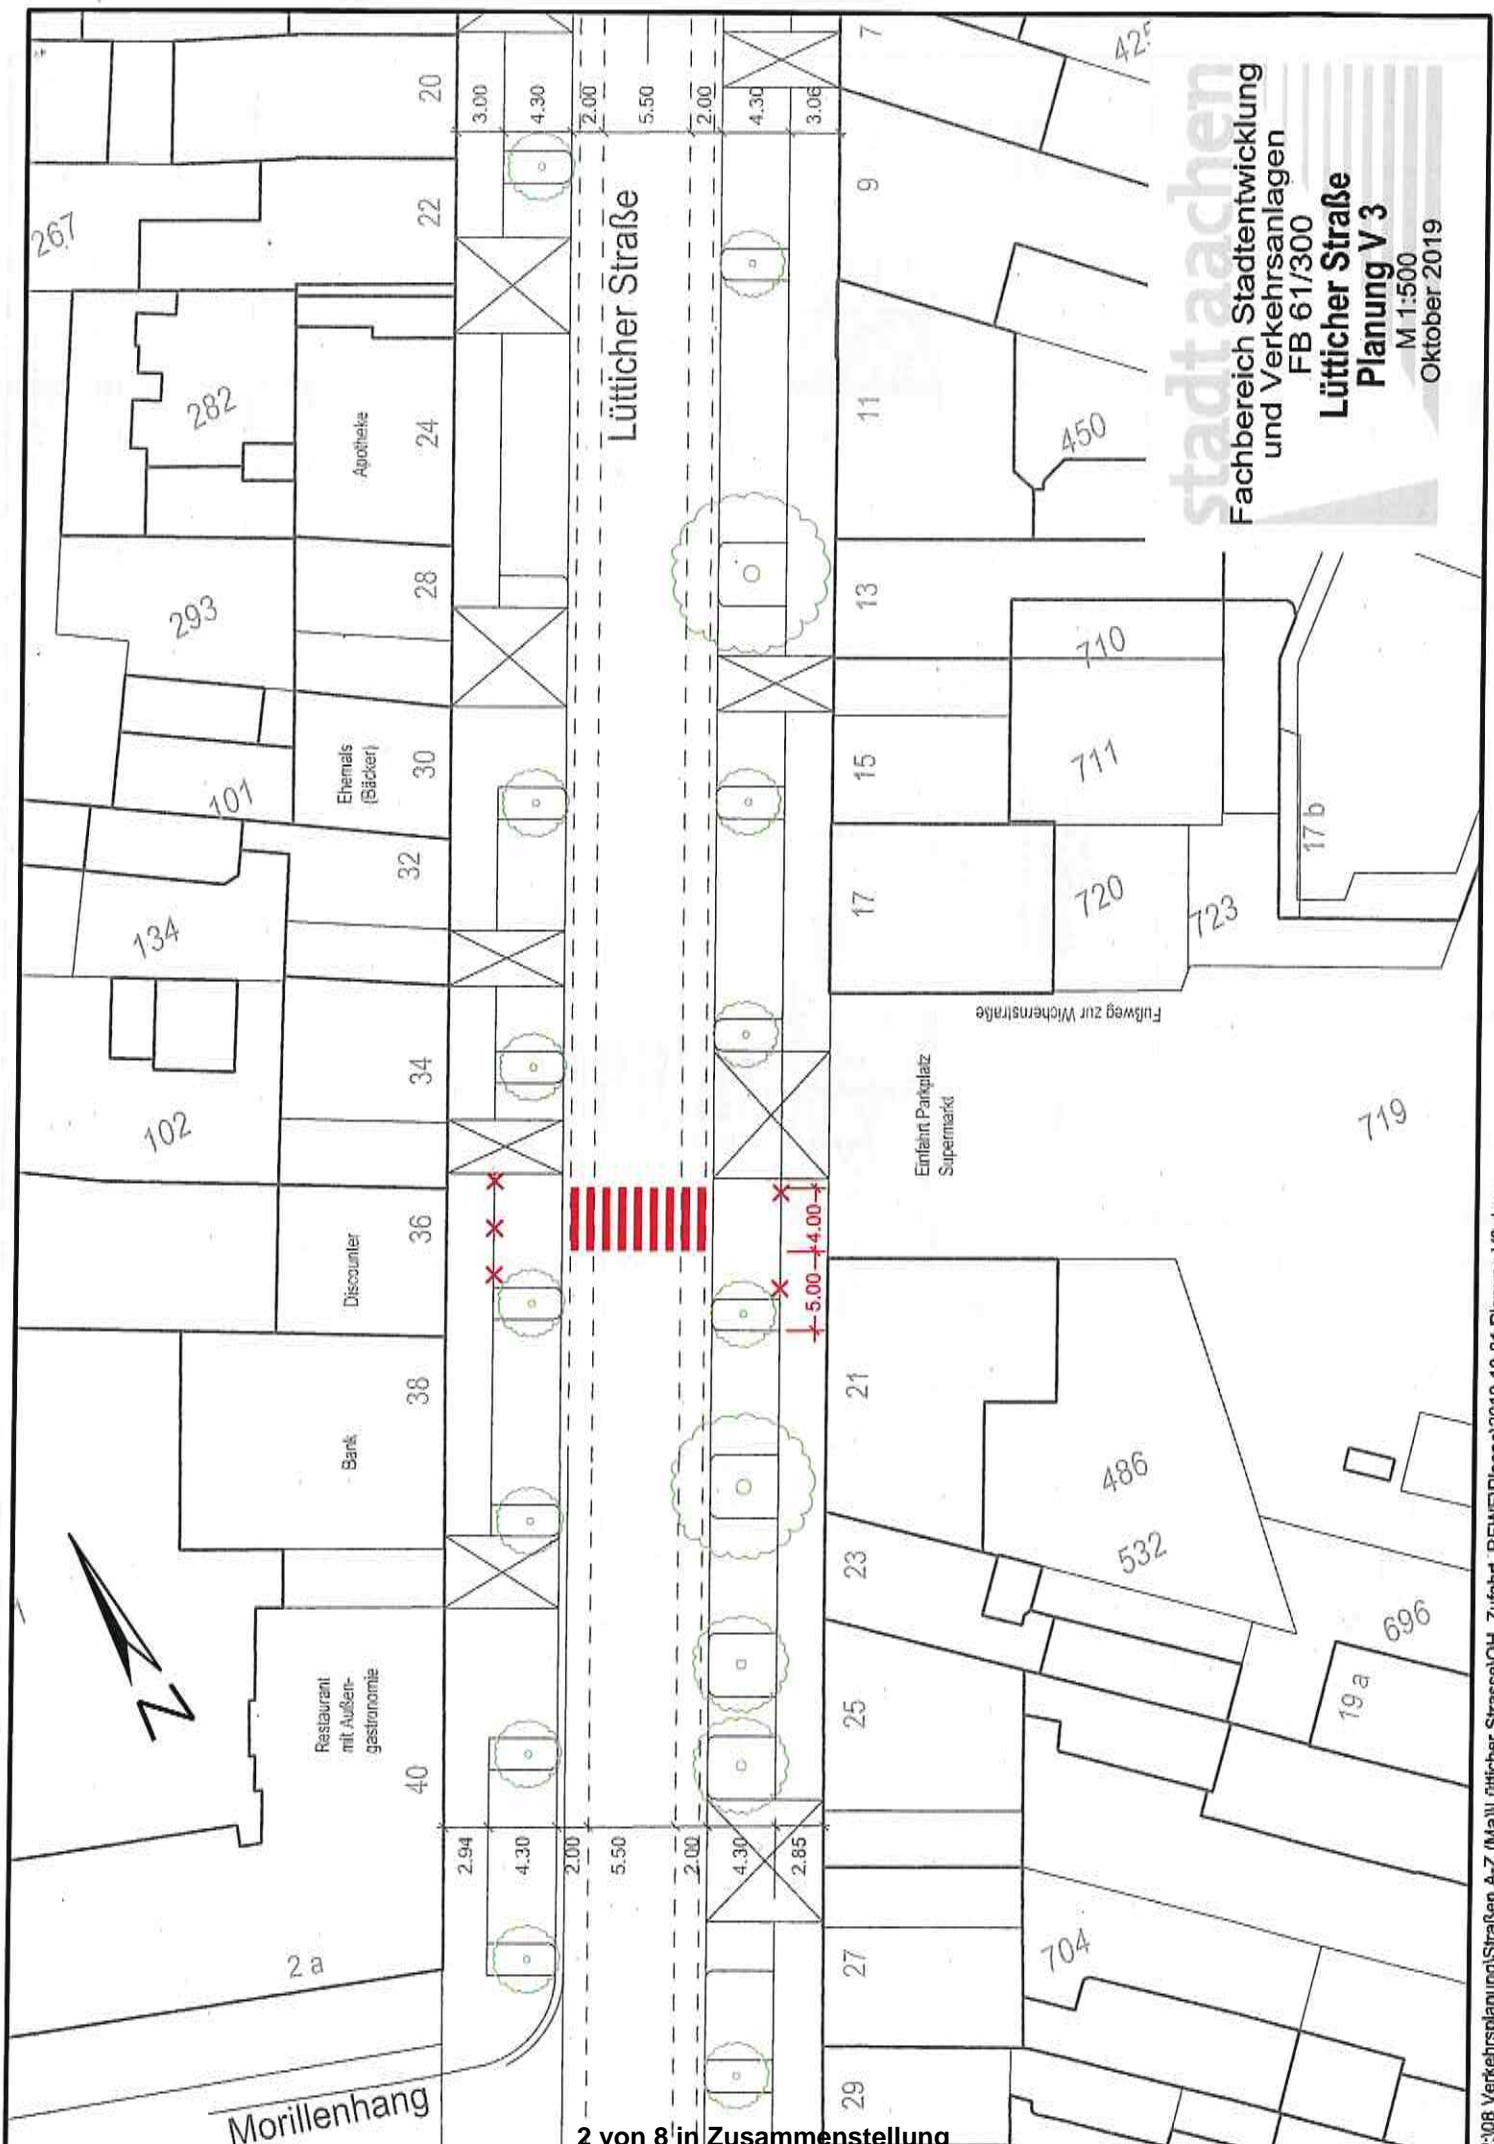 stadt aachen
Fachbereich Stadtentwicklung
und Verkehrsanlagen
FB 61/300
Lütticher Straße
Planung V 3
M 1:500
Oktober 2019
Lütticher Straße
Morillenhang
N
267
282
293
101
134
102
20
22
24
28
30
32
34
36
38
40
2 a
Apotheke
Ehemals
(Bäcker)
Discounter
Bank
Restaurant
mit Außen-
gastronomie
3.00
4.30
2.00
5.50
2.00
4.30
3.06
2.94
4.30
2.00
5.50
2.00
4.30
2.85
5.00
4.00
7
9
11
13
15
17
21
23
25
27
29
450
710
711
17 b
720
723
Fußweg zur Wichernstraße
Einfahrt Parkplatz
Supermarkt
719
486
532
696
19 a
704
2 von 8 in Zusammenstellung